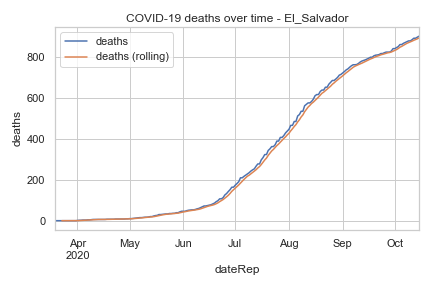 COVID-19 deaths over time - El_Salvador
deaths
deaths (rolling)
deaths
800
600
400
200
0
Apr
2020
May
Jun
Jul
Aug
Sep
Oct
dateRep